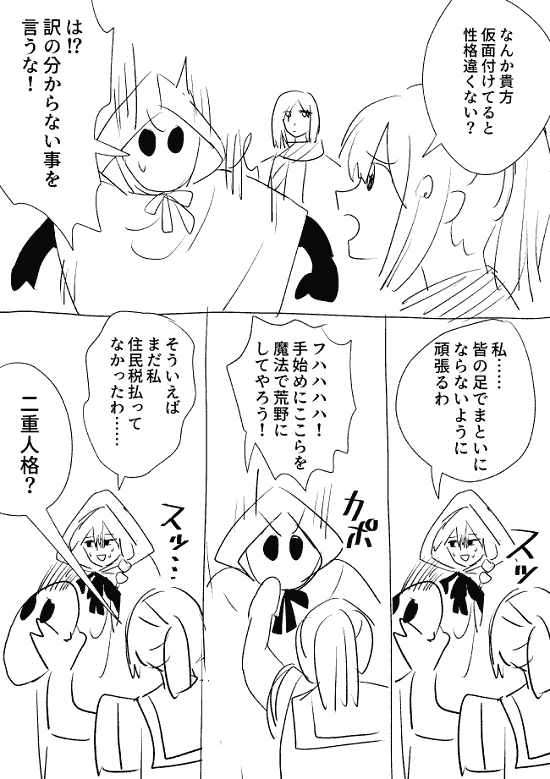 なんか貴方
仮面付けてると
性格違くない？
は!?
訳の分からない事を
言うな！
私……
皆の足でまといに
ならないように
頑張るわ
スッ
フハハハハ！
手始めにここらを
魔法で荒野に
してやろう！
カポ
そういえば
まだ私
住民税払って
なかったわ……
スッ…
二重人格？